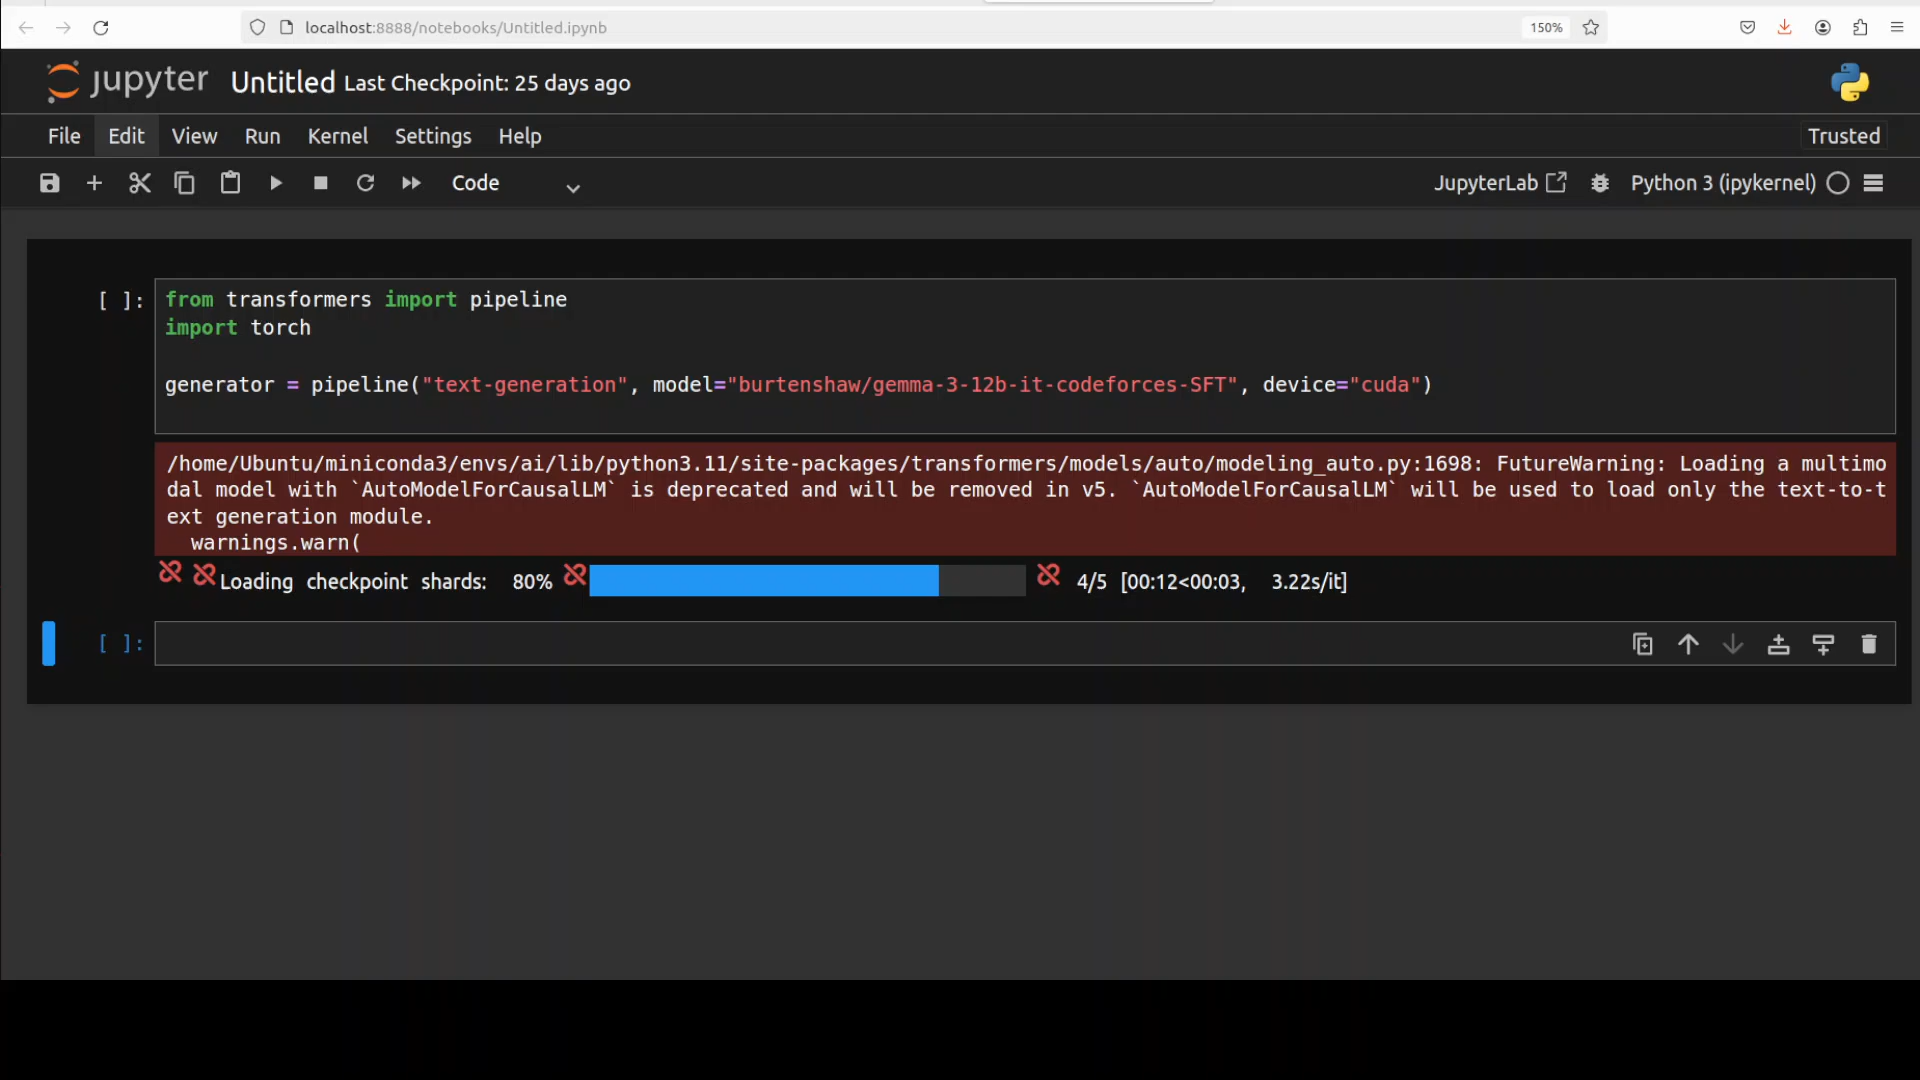 localhost:8888/notebooks/Untitled.ipynb
150%
jupyter Untitled Last Checkpoint: 25 days ago
File Edit View Run Kernel Settings Help Trusted
Code JupyterLab Python 3 (ipykernel)
[ ]: from transformers import pipeline
import torch
generator = pipeline("text-generation", model="burtenshaw/gemma-3-12b-it-codeforces-SFT", device="cuda")
/home/Ubuntu/miniconda3/envs/ai/lib/python3.11/site-packages/transformers/models/auto/modeling_auto.py:1698: FutureWarning: Loading a multimo
dal model with `AutoModelForCausalLM` is deprecated and will be removed in v5. `AutoModelForCausalLM` will be used to load only the text-to-t
ext generation module.
warnings.warn(
Loading checkpoint shards: 80% 4/5 [00:12<00:03, 3.22s/it]
[ ]: